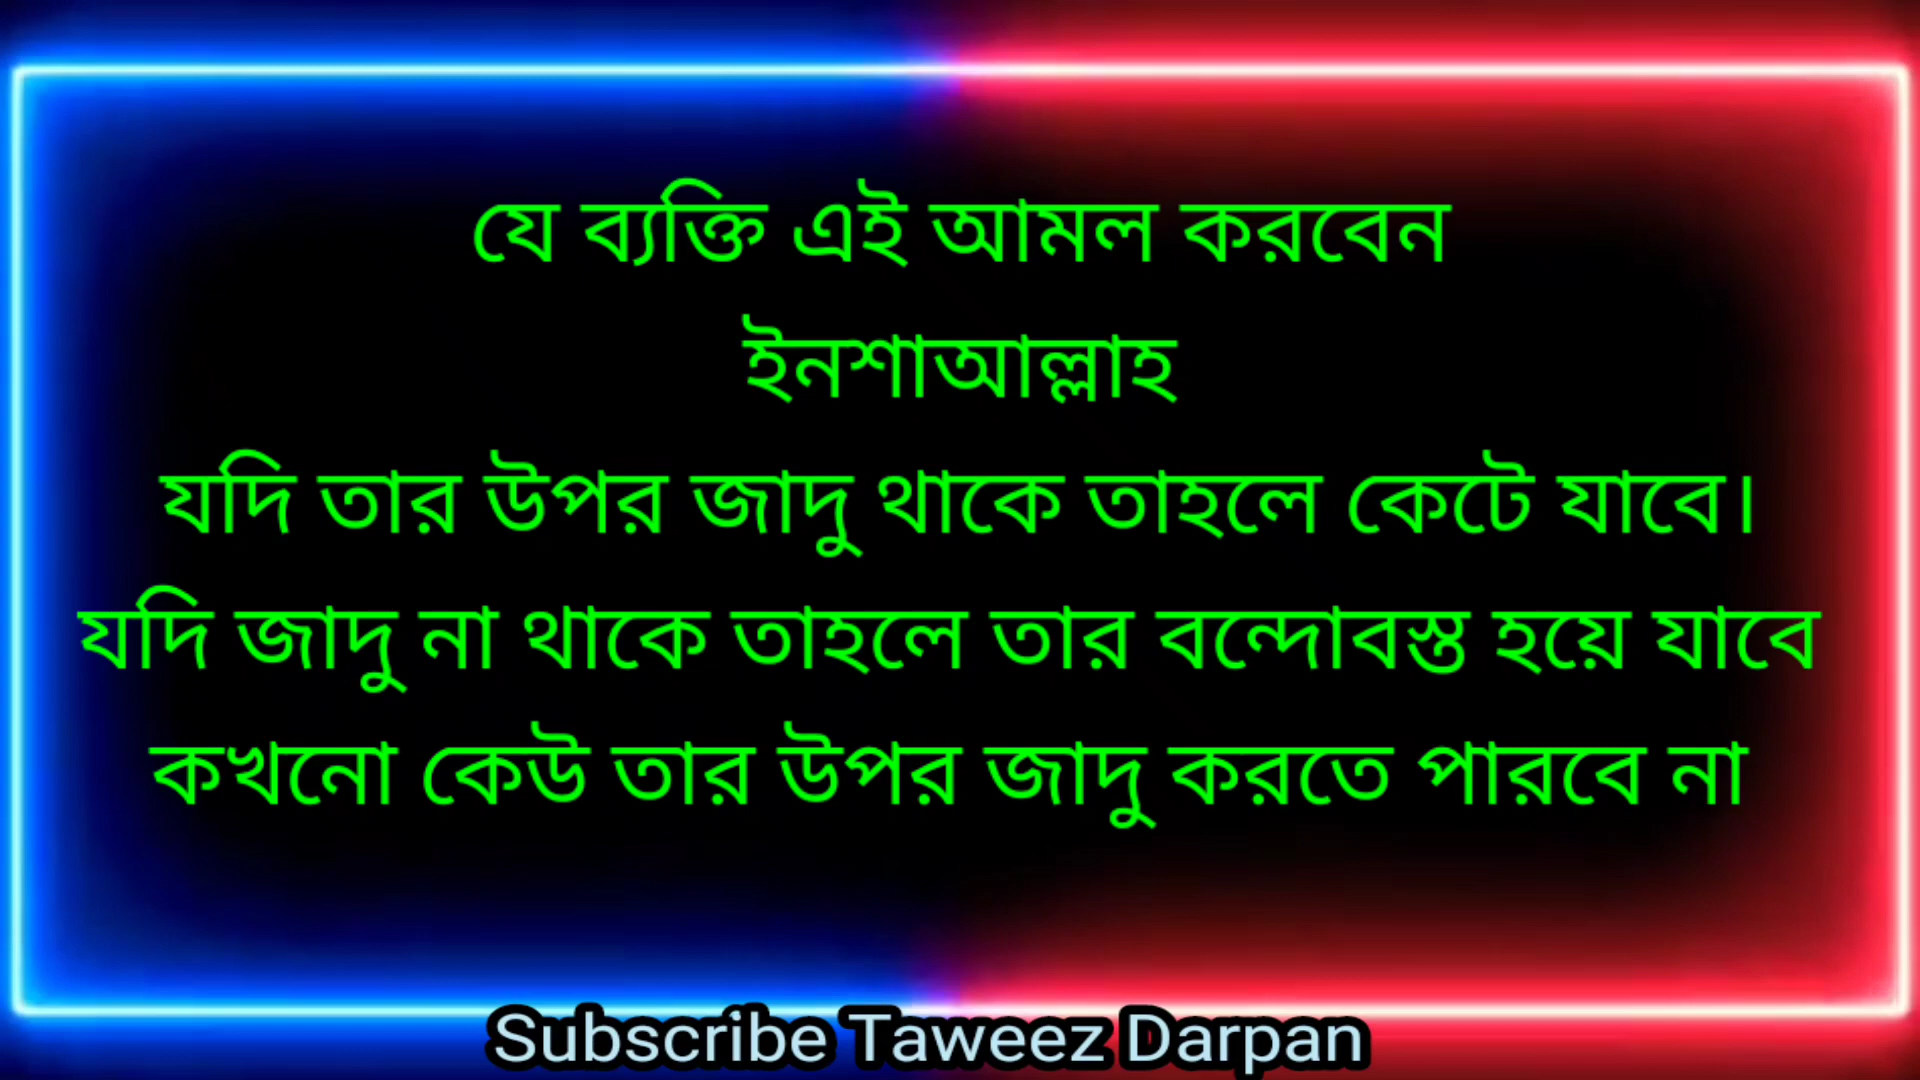 যে ব্যক্তি এই আমল করবেন
ইনশাআল্লাহ
যদি তার উপর জাদু থাকে তাহলে কেটে যাবে।
যদি জাদু না থাকে তাহলে তার বন্দোবস্ত হয়ে যাবে
কখনো কেউ তার উপর জাদু করতে পারবে না
Subscribe Taweez Darpan